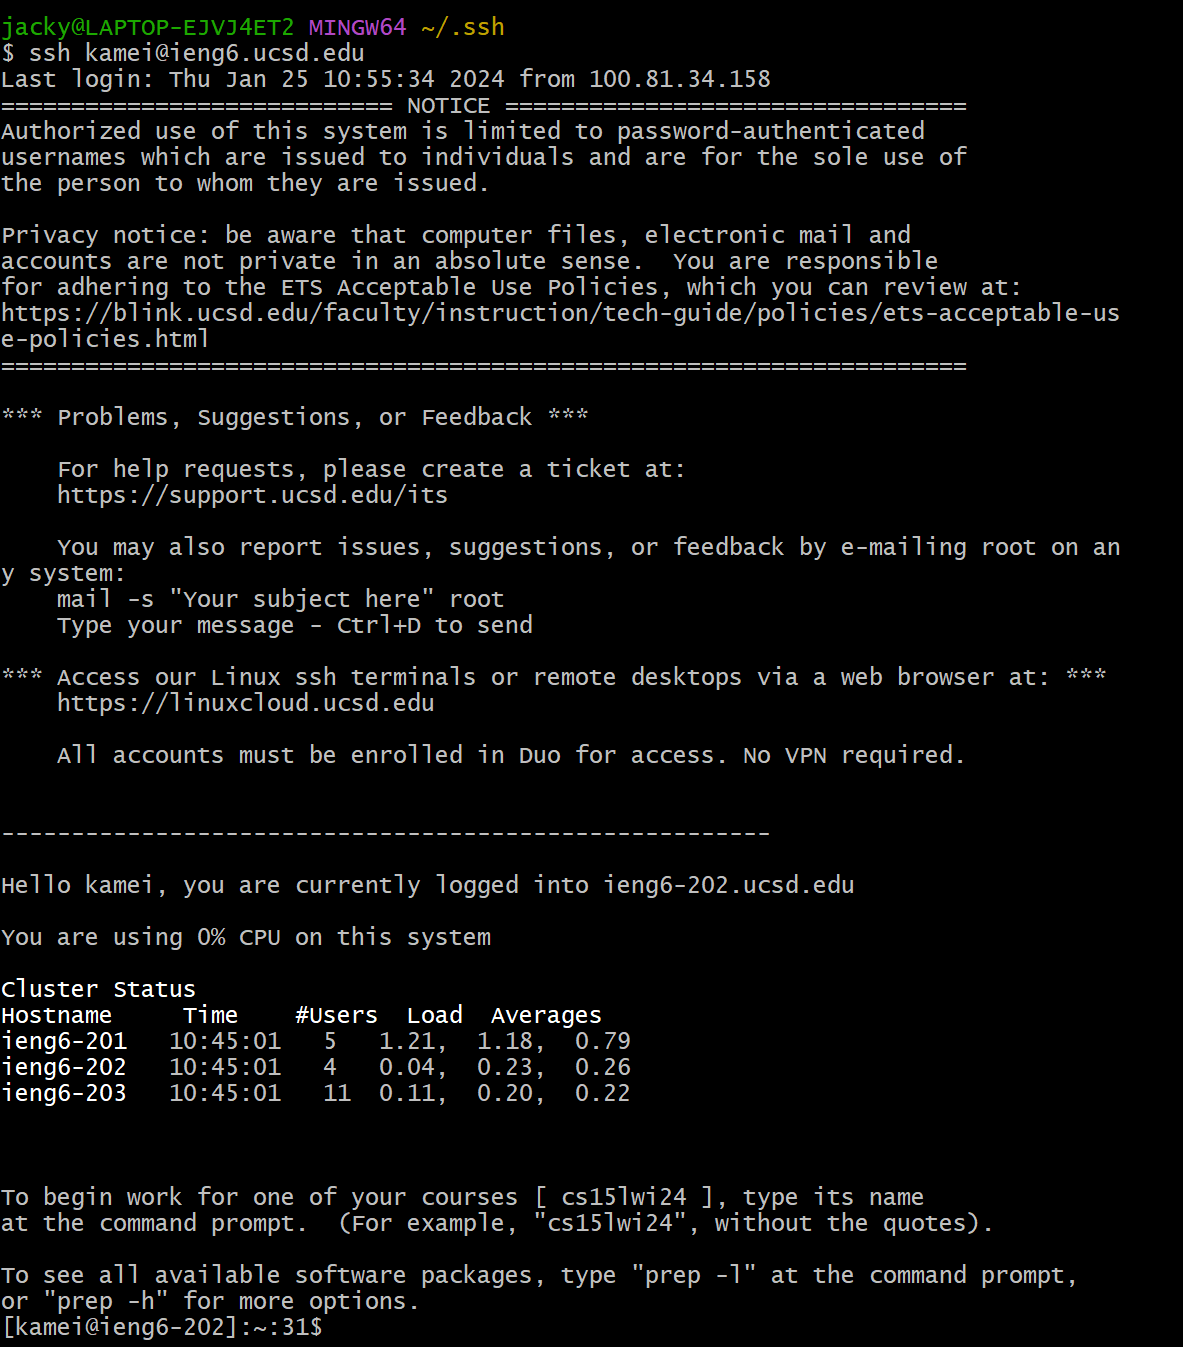 jacky@LAPTOP-EJVJ4ET2 MINGW64 ~/.ssh
$ ssh kamei@ieng6.ucsd.edu
Last login: Thu Jan 25 10:55:34 2024 from 100.81.34.158
============================ NOTICE =================================
Authorized use of this system is limited to password-authenticated
usernames which are issued to individuals and are for the sole use of
the person to whom they are issued.

Privacy notice: be aware that computer files, electronic mail and
accounts are not private in an absolute sense.  You are responsible
for adhering to the ETS Acceptable Use Policies, which you can review at:
https://blink.ucsd.edu/faculty/instruction/tech-guide/policies/ets-acceptable-us
e-policies.html
=====================================================================

*** Problems, Suggestions, or Feedback ***

    For help requests, please create a ticket at:
    https://support.ucsd.edu/its

    You may also report issues, suggestions, or feedback by e-mailing root on an
y system:
    mail -s "Your subject here" root
    Type your message - Ctrl+D to send

*** Access our Linux ssh terminals or remote desktops via a web browser at: ***
    https://linuxcloud.ucsd.edu

    All accounts must be enrolled in Duo for access. No VPN required.


-------------------------------------------------------

Hello kamei, you are currently logged into ieng6-202.ucsd.edu

You are using 0% CPU on this system

Cluster Status
Hostname     Time    #Users  Load  Averages
ieng6-201   10:45:01   5   1.21,  1.18,  0.79
ieng6-202   10:45:01   4   0.04,  0.23,  0.26
ieng6-203   10:45:01   11  0.11,  0.20,  0.22



To begin work for one of your courses [ cs15lwi24 ], type its name
at the command prompt.  (For example, "cs15lwi24", without the quotes).

To see all available software packages, type "prep -l" at the command prompt,
or "prep -h" for more options.
[kamei@ieng6-202]:~:31$